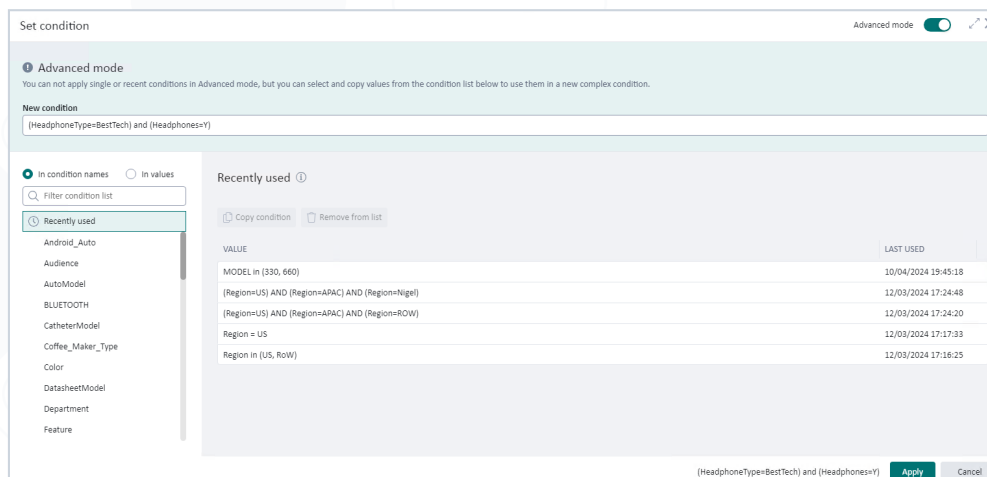 Set condition
Advanced mode
Advanced mode
You can not apply single or recent conditions in Advanced mode, but you can select and copy values from the condition list below to use them in a new complex condition.
New condition
(HeadphoneType=BestTech) and (Headphones=Y)
In condition names In values
Filter condition list
Recently used
Android_Auto
Audience
AutoModel
BLUETOOTH
CatheterModel
Coffee_Maker_Type
Color
DatasheetModel
Department
Feature
Recently used
Copy condition Remove from list
VALUE LAST USED
MODEL in (330, 660) 10/04/2024 19:45:18
(Region=US) AND (Region=APAC) AND (Region=Nigel) 12/03/2024 17:24:48
(Region=US) AND (Region=APAC) AND (Region=ROW) 12/03/2024 17:24:20
Region = US 12/03/2024 17:17:33
Region in (US, RoW) 12/03/2024 17:16:25
(HeadphoneType=BestTech) and (Headphones=Y) Apply Cancel